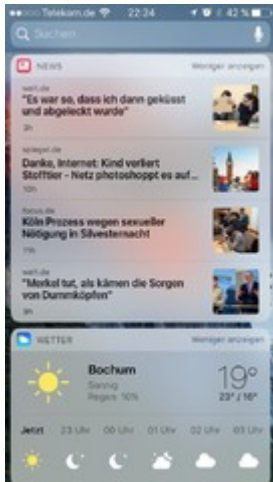 Telekom.de 22:24 42 %
Suchen
NEWS Weniger anzeigen
welt.de
"Es war so, dass ich dann geküsst
und abgeleckt wurde"
spiegel.de
Danke, Internet: Kind verliert
Stofftier - Netz photoshoppt es auf...
10h
focus.de
Köln Prozess wegen sexueller
Nötigung in Silvesternacht
welt.de
"Merkel tut, als kämen die Sorgen
von Dummköpfen"
WETTER Weniger anzeigen
Bochum 19°
Sonnig 23° / 16°
Regen: 10%
Jetzt 23 Uhr 00 Uhr 01 Uhr 02 Uhr 03 Uhr